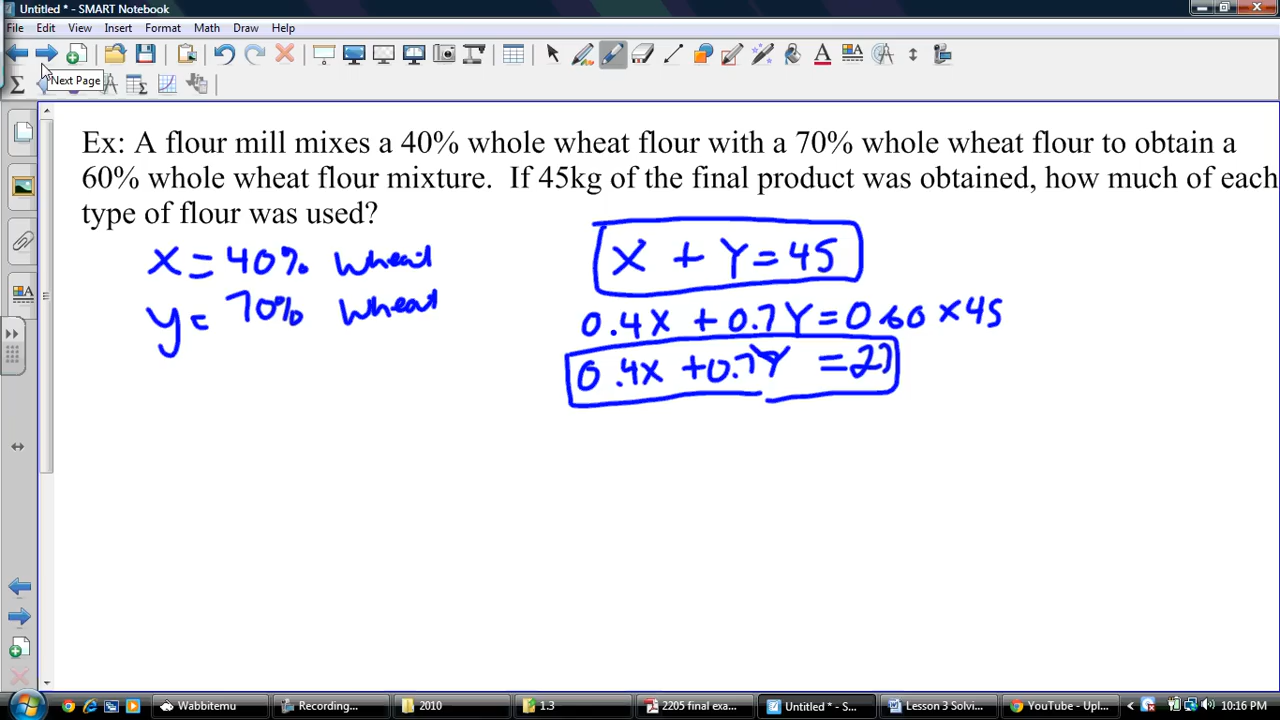 Untitled * - SMART Notebook
File Edit View Insert Format Math Draw Help
Next Page
Ex: A flour mill mixes a 40% whole wheat flour with a 70% whole wheat flour to obtain a
60% whole wheat flour mixture. If 45kg of the final product was obtained, how much of each
type of flour was used?
x = 40% wheat
y = 70% wheat
X + Y = 45
0.4X + 0.7Y = 0.60 × 45
0.4X + 0.7Y = 27
Wabbitemu
Recording...
2010
1.3
2205 final exa...
Untitled * - S...
Lesson 3 Solvi...
YouTube - Upl...
10:16 PM